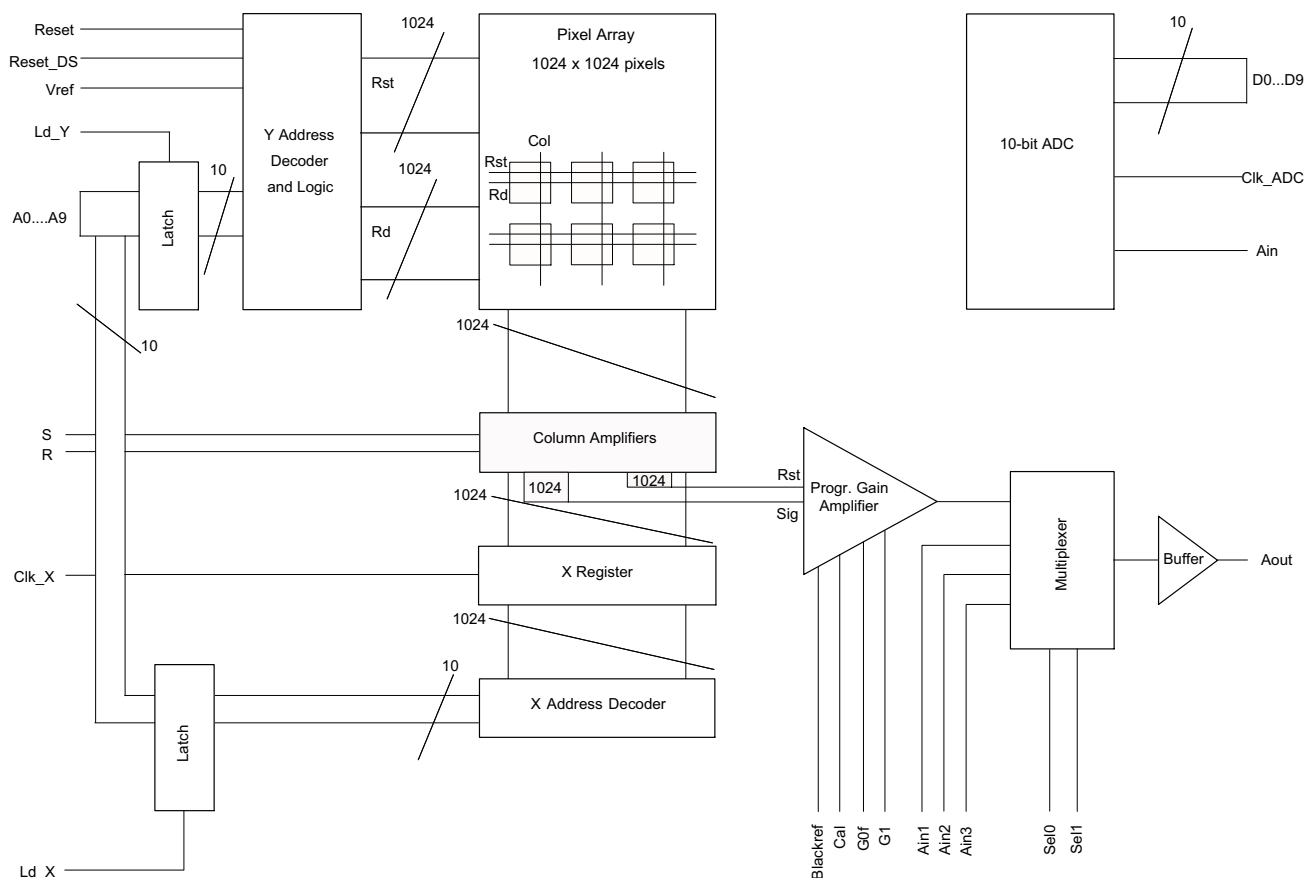 Reset
Reset_DS
Vref
Ld_Y
A0....A9
Latch
10
10
Y Address
Decoder
and Logic
1024
Rst
1024
Rd
Pixel Array
1024 x 1024 pixels
Col
Rst
Rd
10-bit ADC
10
D0...D9
Clk_ADC
Ain
1024
S
R
Column Amplifiers
1024
1024
1024
Rst
Sig
Progr. Gain
Amplifier
Clk_X
X Register
1024
Multiplexer
Buffer
Aout
10
X Address Decoder
Latch
Ld_X
Blackref
Cal
G0f
G1
Ain1
Ain2
Ain3
Sel0
Sel1